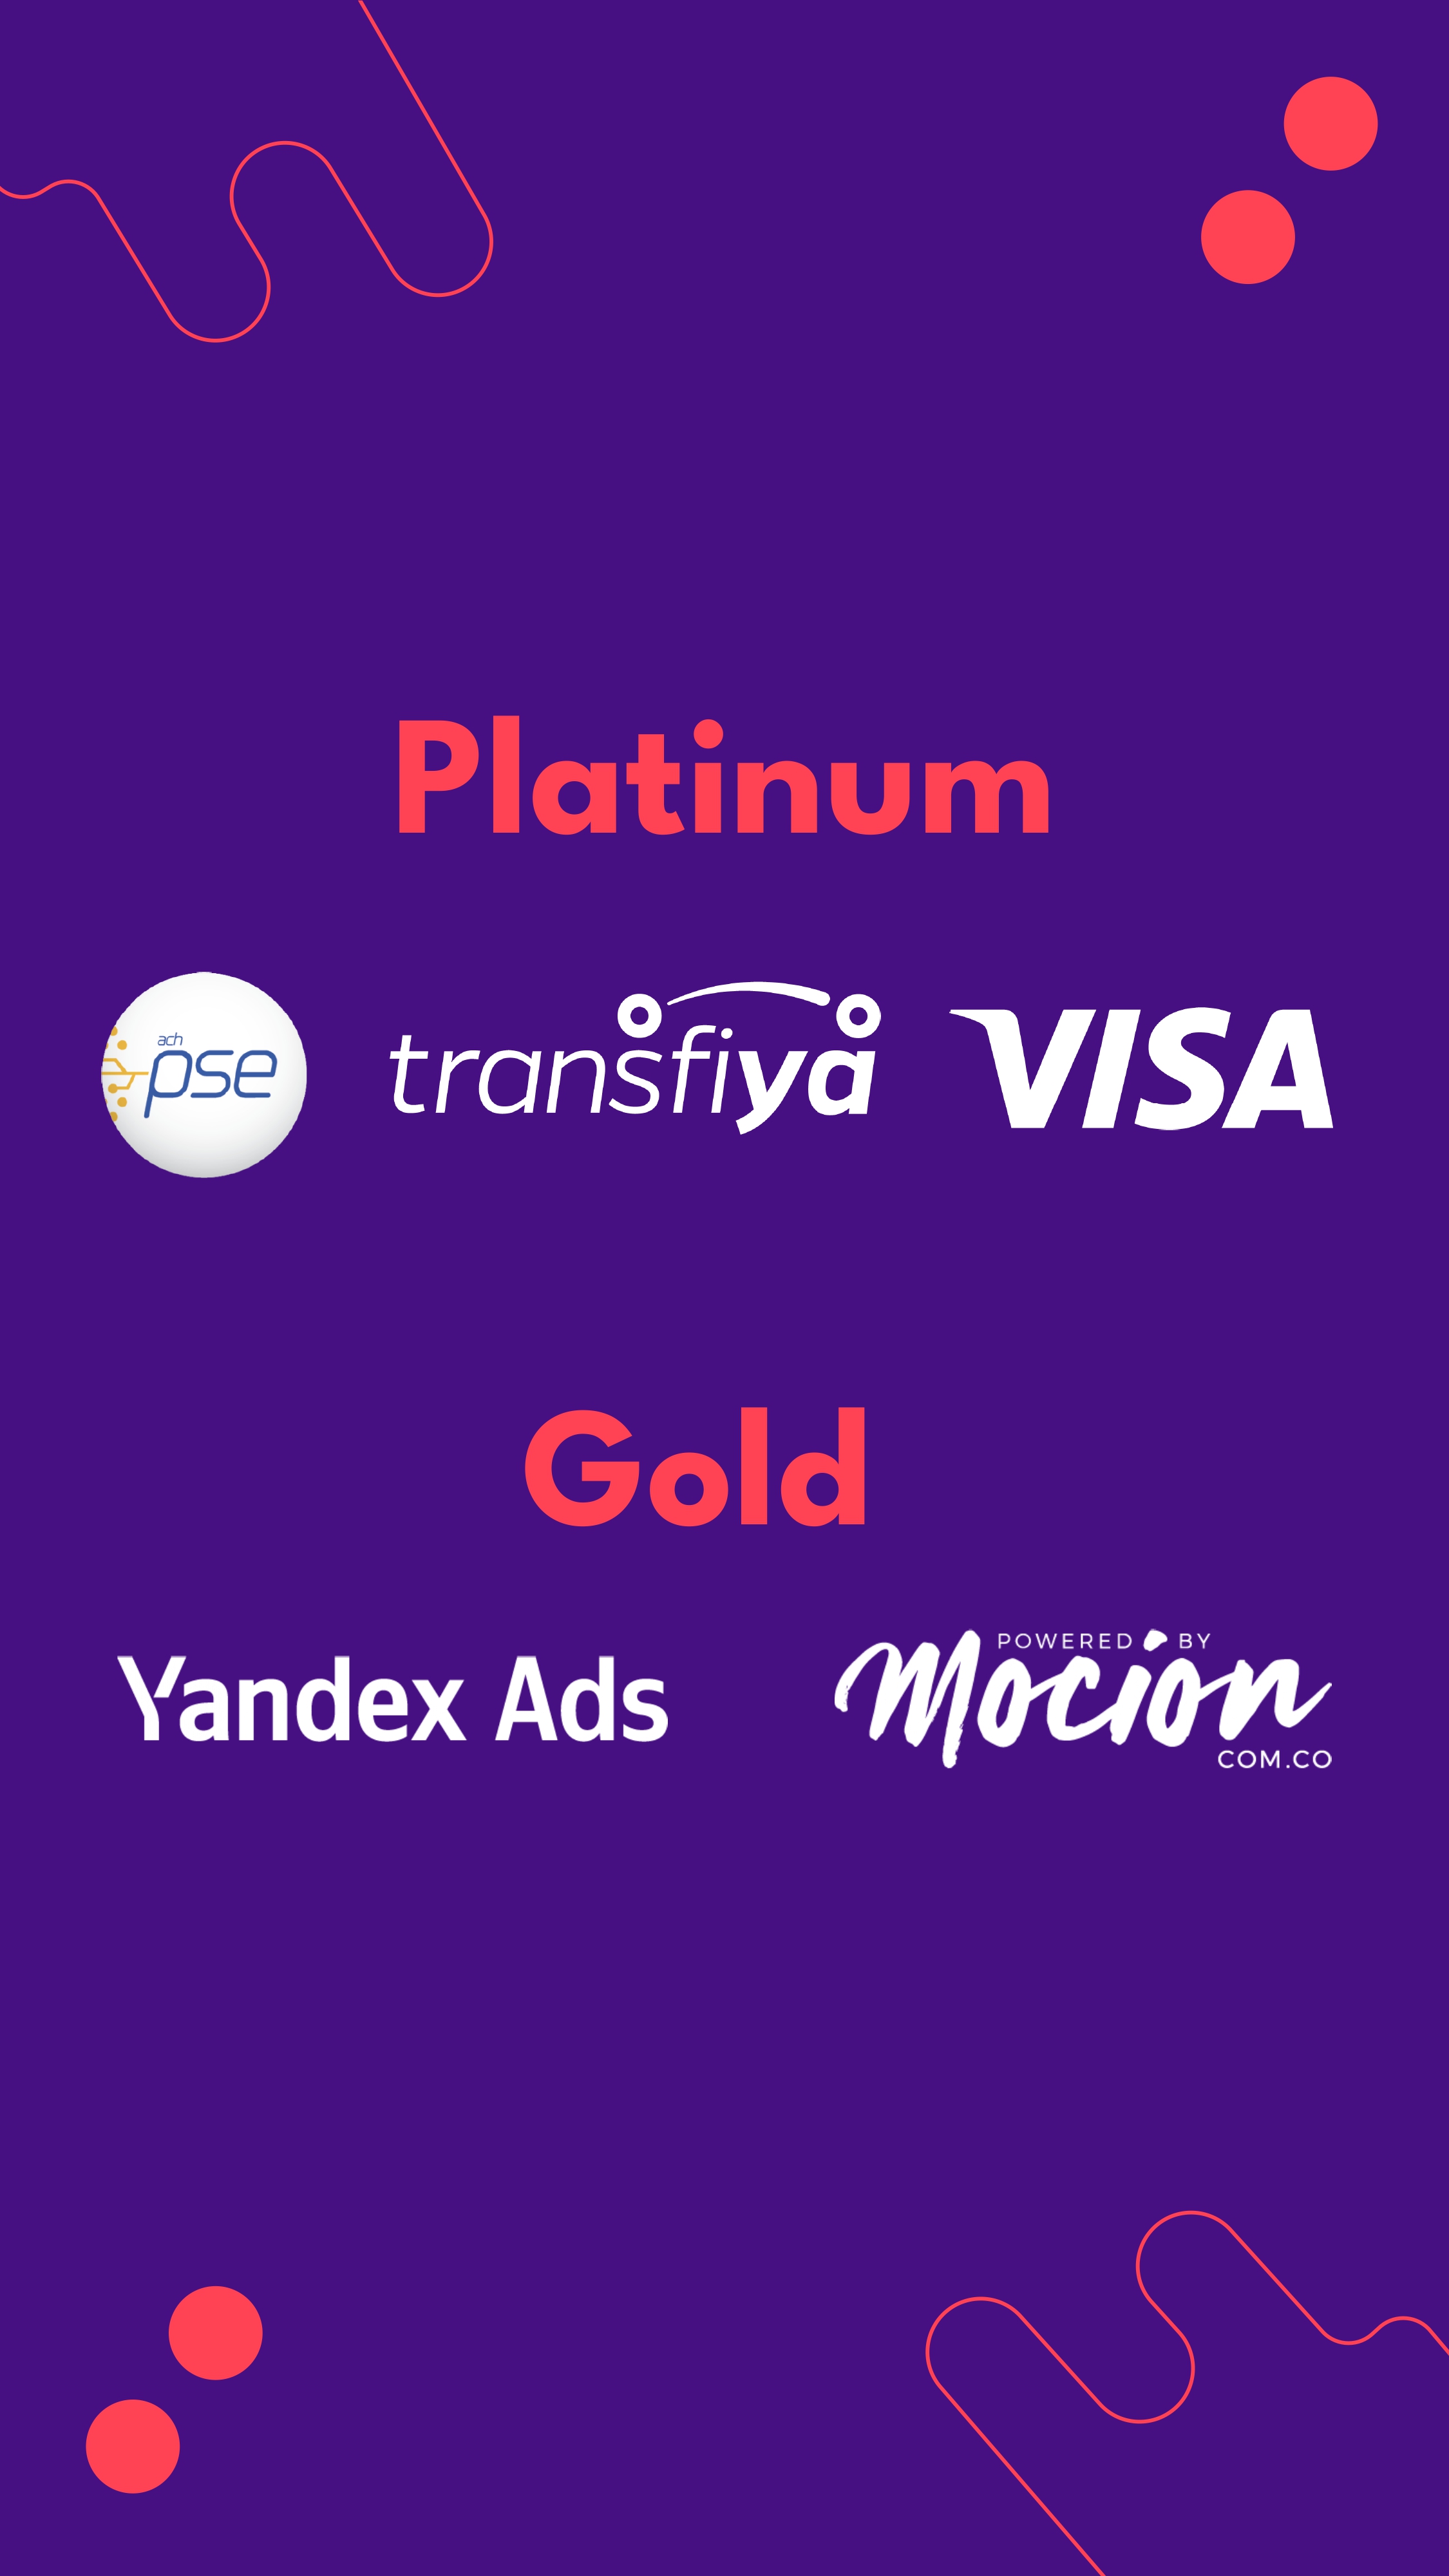 Platinum
ach
pse
transfiya
VISA
Gold
Yandex Ads
POWERED BY
Mocion
COM.CO